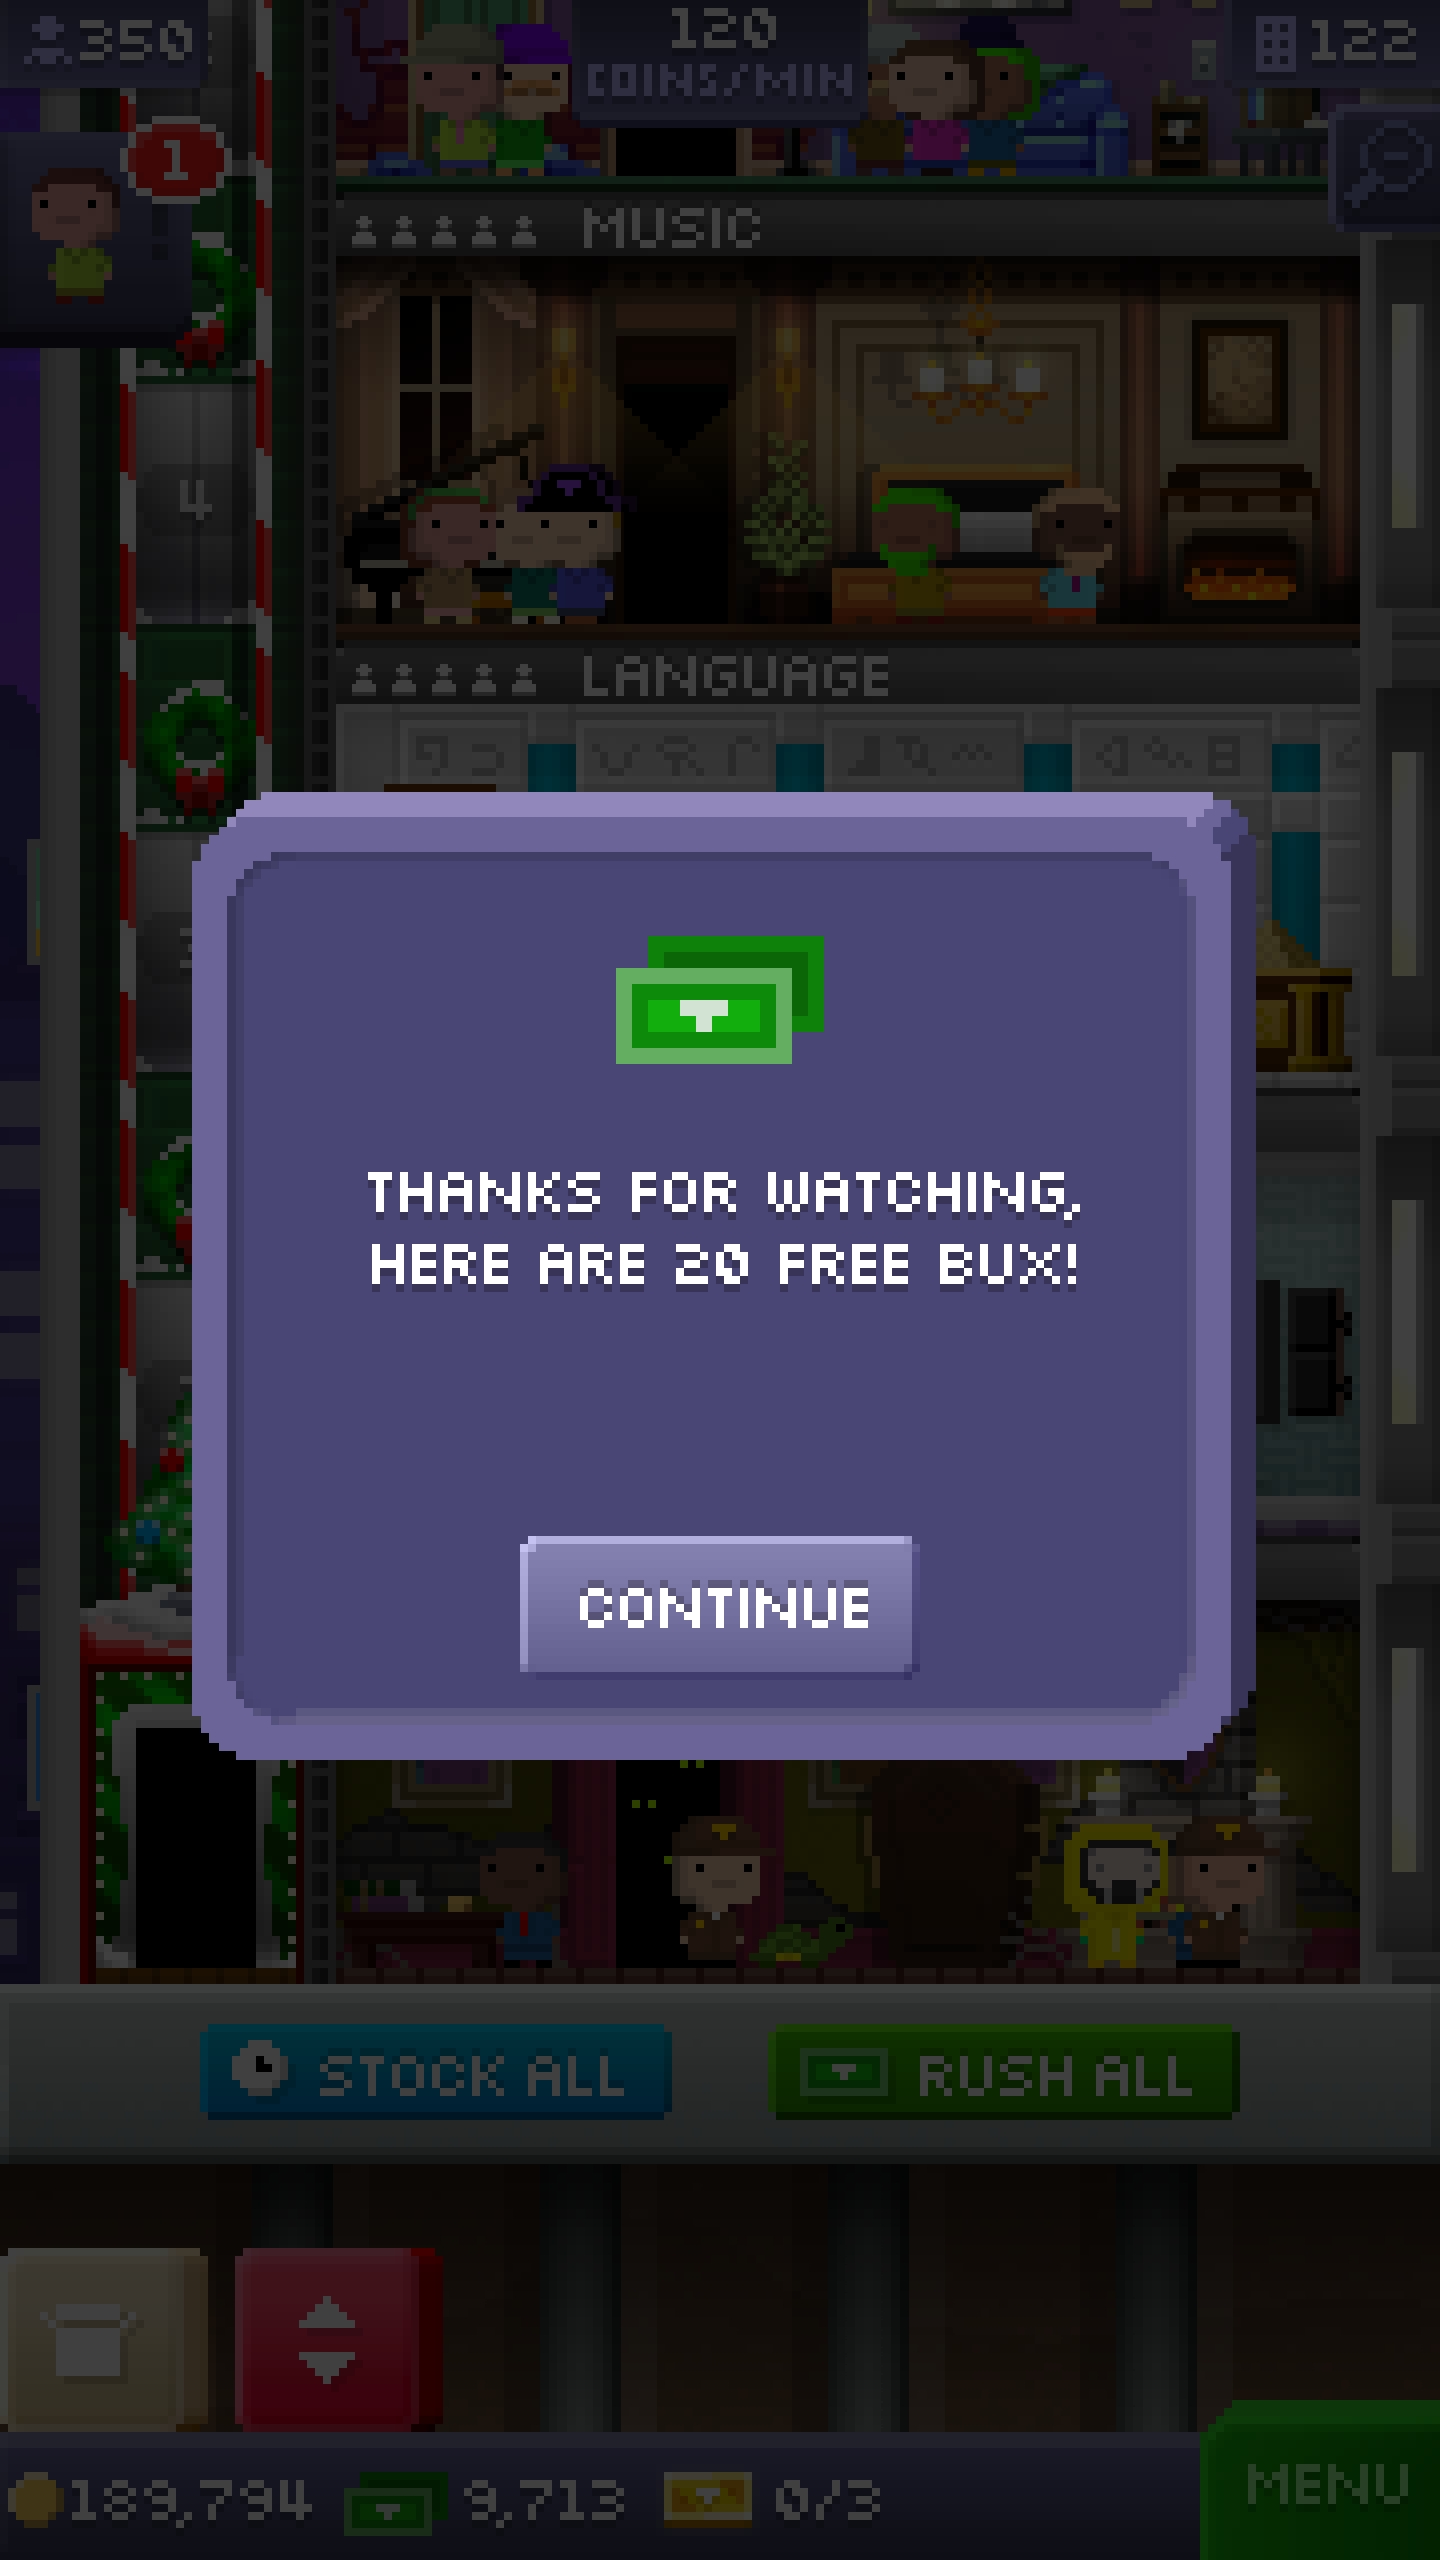 350
120
COINS/MIN
122
1
MUSIC
4
LANGUAGE
THANKS FOR WATCHING,
HERE ARE 20 FREE BUX!
CONTINUE
STOCK ALL
RUSH ALL
189,794
9,713
0/3
MENU